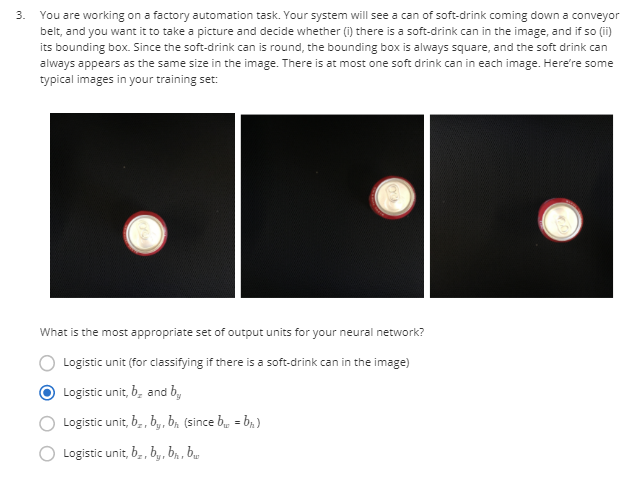 3. You are working on a factory automation task. Your system will see a can of soft-drink coming down a conveyor
belt, and you want it to take a picture and decide whether (i) there is a soft-drink can in the image, and if so (ii)
its bounding box. Since the soft-drink can is round, the bounding box is always square, and the soft drink can
always appears as the same size in the image. There is at most one soft drink can in each image. Here're some
typical images in your training set:
What is the most appropriate set of output units for your neural network?
Logistic unit (for classifying if there is a soft-drink can in the image)
Logistic unit, bₓ and b_y
Logistic unit, bₓ, b_y, bₕ (since b_w = bₕ)
Logistic unit, bₓ, b_y, bₕ, b_w